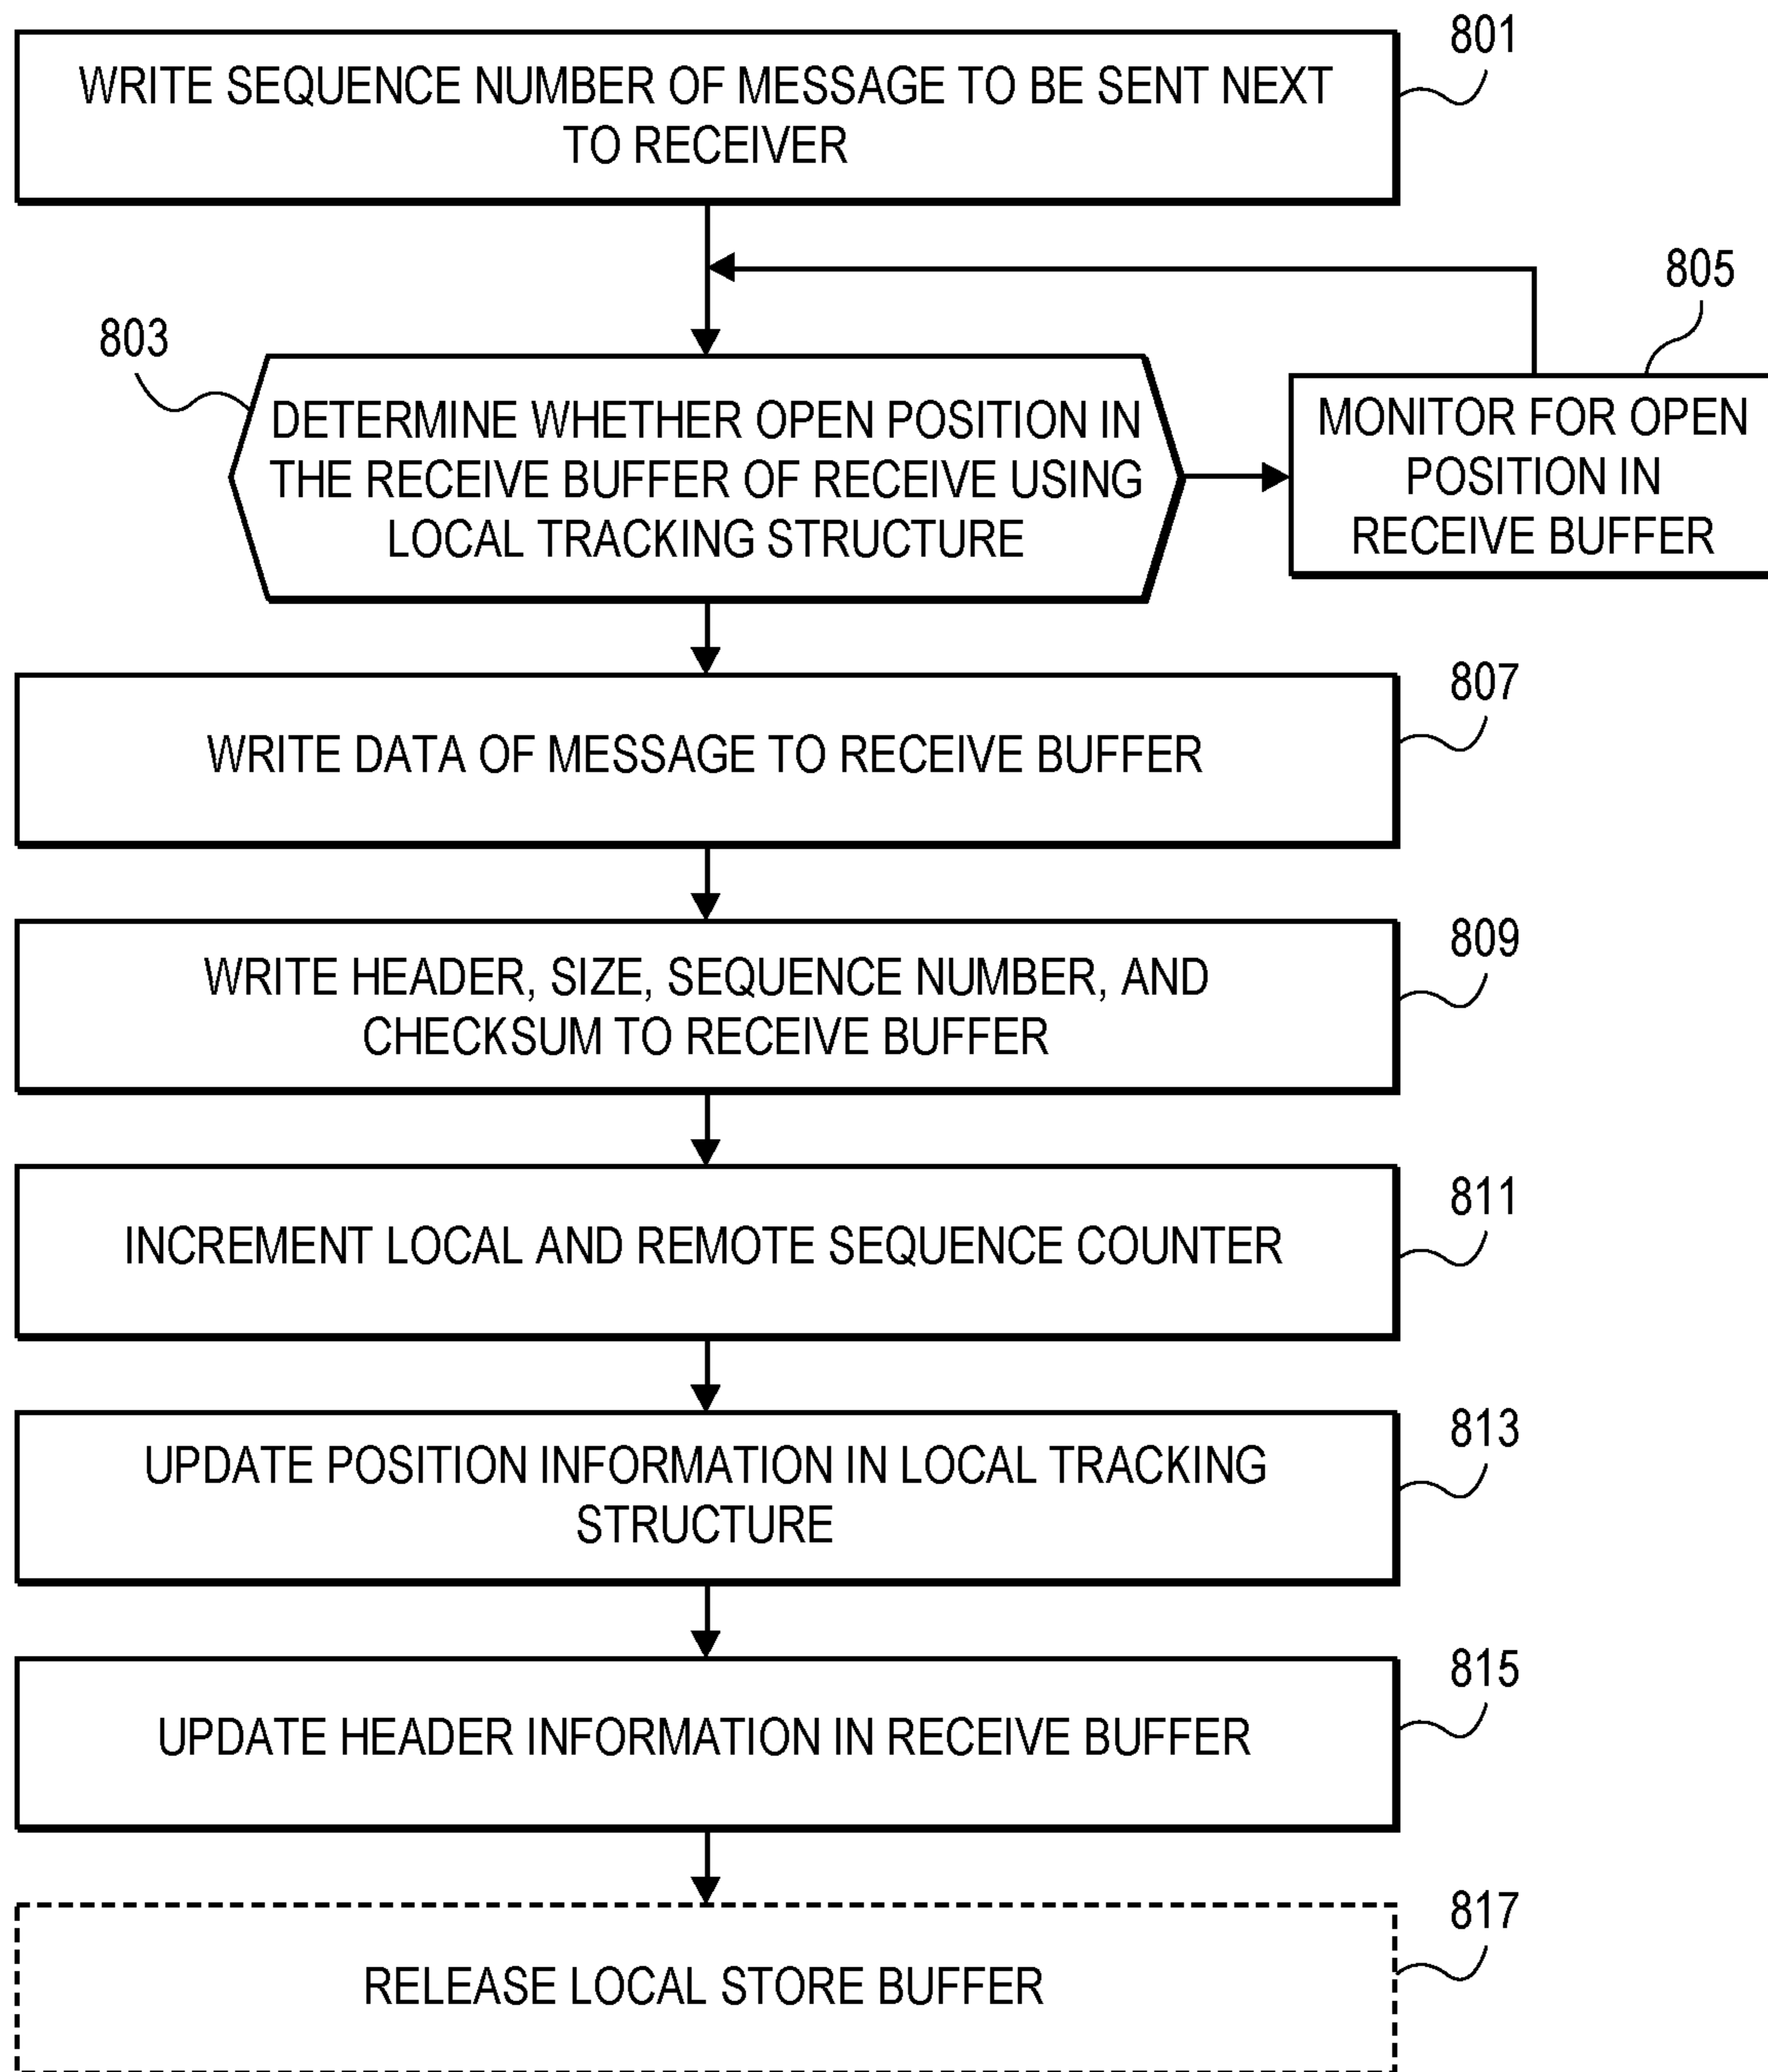 801
WRITE SEQUENCE NUMBER OF MESSAGE TO BE SENT NEXT
TO RECEIVER
805
803
DETERMINE WHETHER OPEN POSITION IN
THE RECEIVE BUFFER OF RECEIVE USING
LOCAL TRACKING STRUCTURE
MONITOR FOR OPEN
POSITION IN
RECEIVE BUFFER
807
WRITE DATA OF MESSAGE TO RECEIVE BUFFER
809
WRITE HEADER, SIZE, SEQUENCE NUMBER, AND
CHECKSUM TO RECEIVE BUFFER
811
INCREMENT LOCAL AND REMOTE SEQUENCE COUNTER
813
UPDATE POSITION INFORMATION IN LOCAL TRACKING
STRUCTURE
815
UPDATE HEADER INFORMATION IN RECEIVE BUFFER
817
RELEASE LOCAL STORE BUFFER